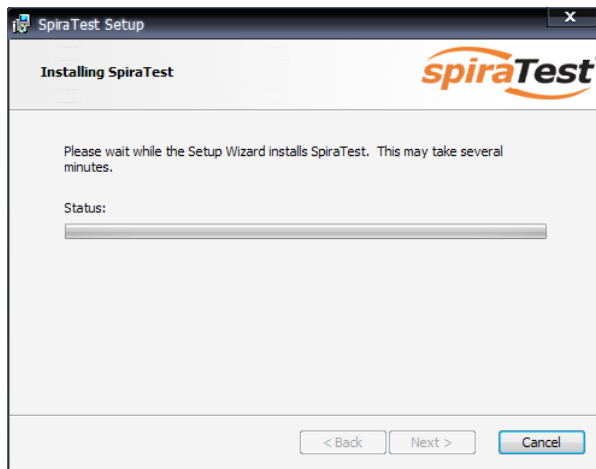 SpiraTest Setup
x
Installing SpiraTest
spiraTest
Please wait while the Setup Wizard installs SpiraTest. This may take several
minutes.
Status:
< Back
Next >
Cancel